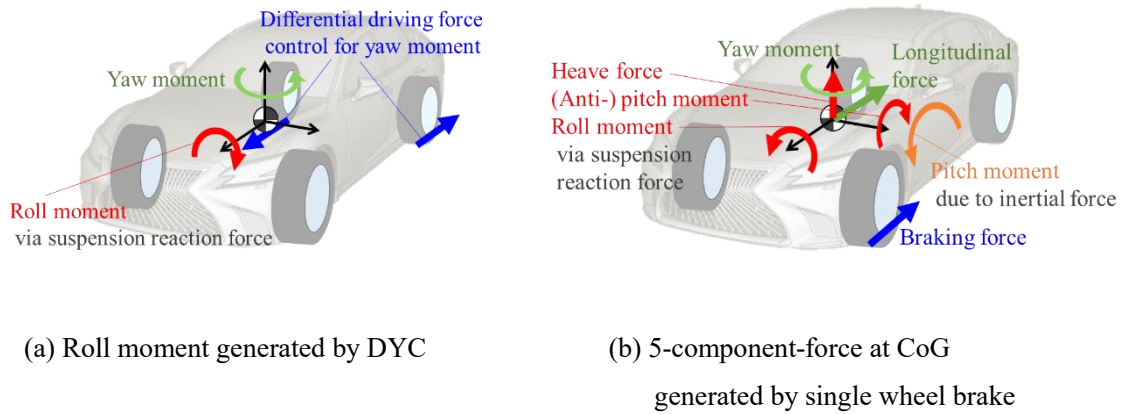 Differential driving force
control for yaw moment
Yaw moment
Roll moment
via suspension reaction force
Yaw moment
Longitudinal
force
Heave force
(Anti-) pitch moment
Roll moment
via suspension
reaction force
Pitch moment
due to inertial force
Braking force
(a) Roll moment generated by DYC
(b) 5-component-force at CoG
generated by single wheel brake